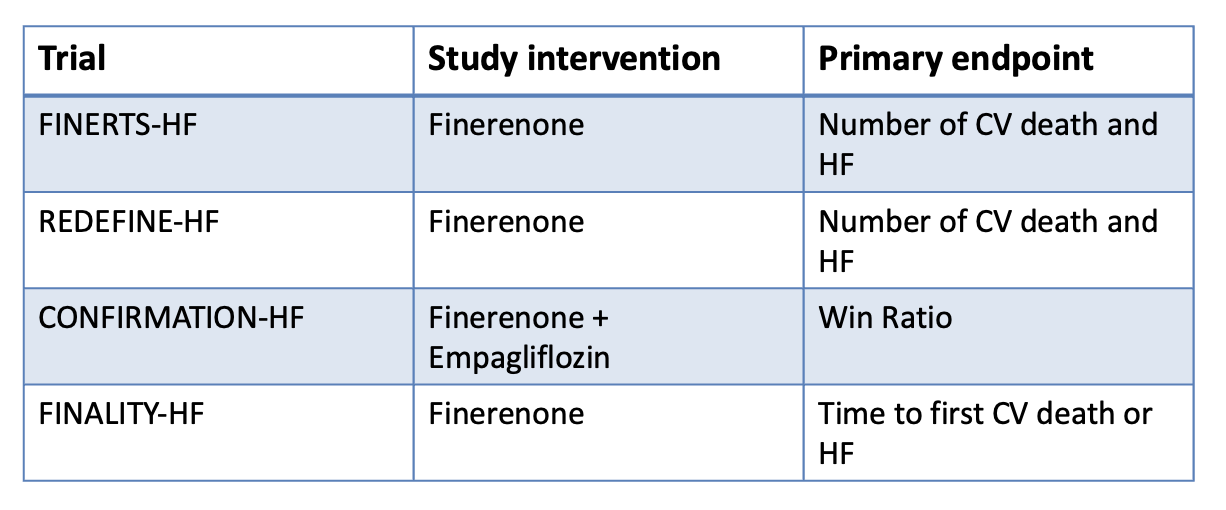 Trial Study intervention Primary endpoint
FINERTS-HF Finerenone Number of CV death and
HF
REDEFINE-HF Finerenone Number of CV death and
HF
CONFIRMATION-HF Finerenone + Win Ratio
Empagliflozin
FINALITY-HF Finerenone Time to first CV death or
HF